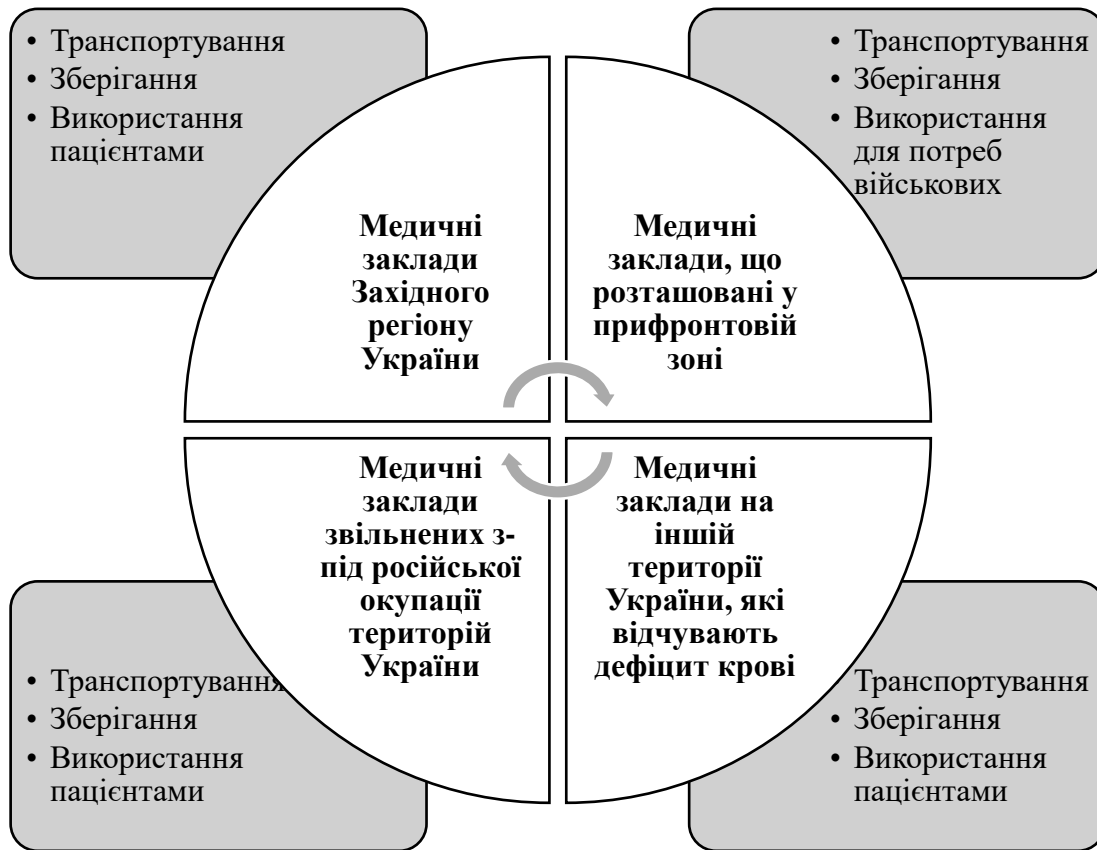 • Транспортування
• Зберігання
• Використання
пацієнтами
• Транспортування
• Зберігання
• Використання
для потреб
військових
Медичні
заклади
Західного
регіону
України
Медичні
заклади, що
розташовані у
прифронтовій
зоні
Медичні
заклади
звільнених з-
під російської
окупації
територій
України
Медичні
заклади на
іншій
території
України, які
відчувають
дефіцит крові
• Транспортування
• Зберігання
• Використання
пацієнтами
Транспортування
• Зберігання
• Використання
пацієнтами